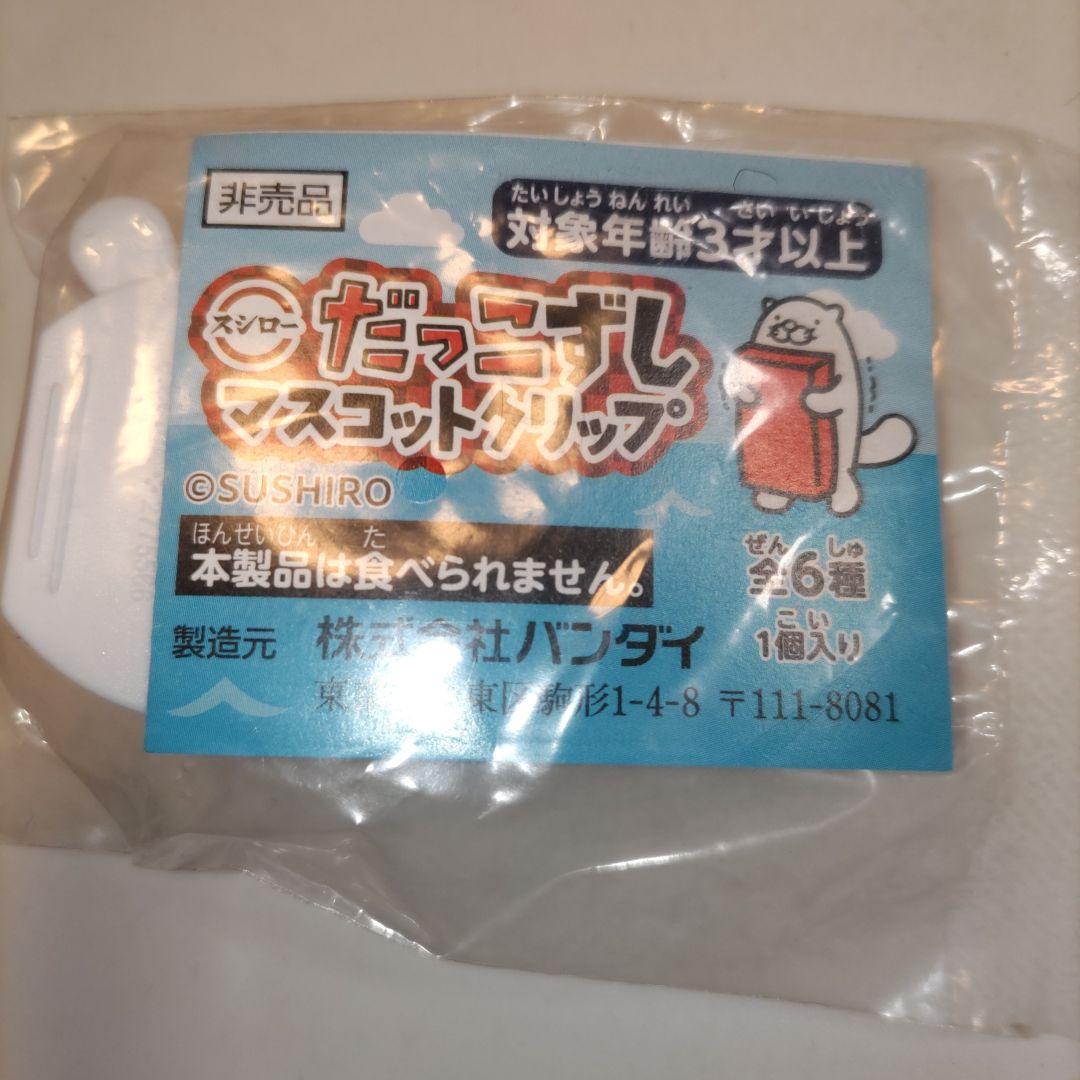 非売品
たいしょうねんれい さいいじょう
対象年齢3才以上
スシロー
だっこずし
マスコットクリップ
©SUSHIRO
ほんせいひん た
本製品は食べられません。
ぜん しゅ
全6種
こ い
1個入り
製造元 株式会社バンダイ
東 東区駒形1-4-8 〒111-8081